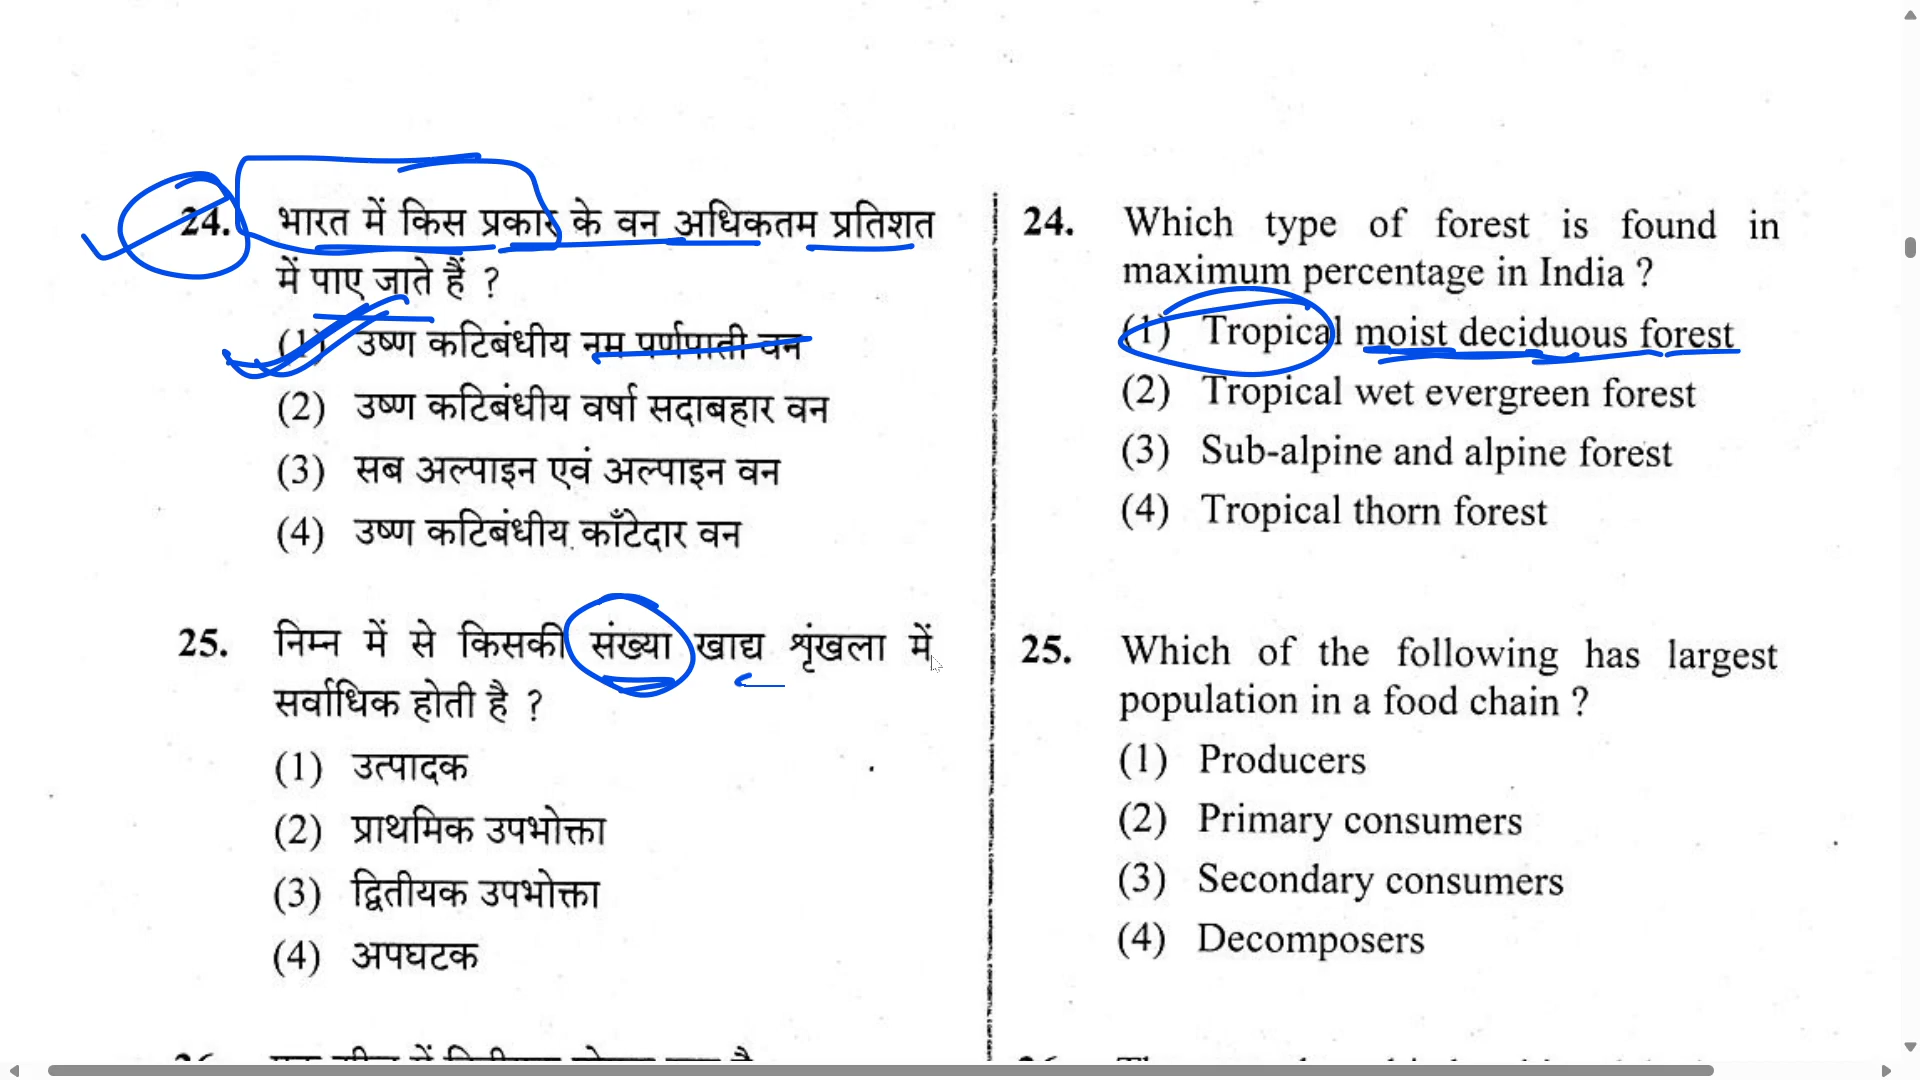 24. भारत में किस प्रकार के वन अधिकतम प्रतिशत
में पाए जाते हैं ?
(1) उष्ण कटिबंधीय नम पर्णपाती वन
(2) उष्ण कटिबंधीय वर्षा सदाबहार वन
(3) सब अल्पाइन एवं अल्पाइन वन
(4) उष्ण कटिबंधीय काँटेदार वन
25. निम्न में से किसकी संख्या खाद्य शृंखला में
सर्वाधिक होती है ?
(1) उत्पादक
(2) प्राथमिक उपभोक्ता
(3) द्वितीयक उपभोक्ता
(4) अपघटक
24. Which type of forest is found in
maximum percentage in India ?
(1) Tropical moist deciduous forest
(2) Tropical wet evergreen forest
(3) Sub-alpine and alpine forest
(4) Tropical thorn forest
25. Which of the following has largest
population in a food chain ?
(1) Producers
(2) Primary consumers
(3) Secondary consumers
(4) Decomposers